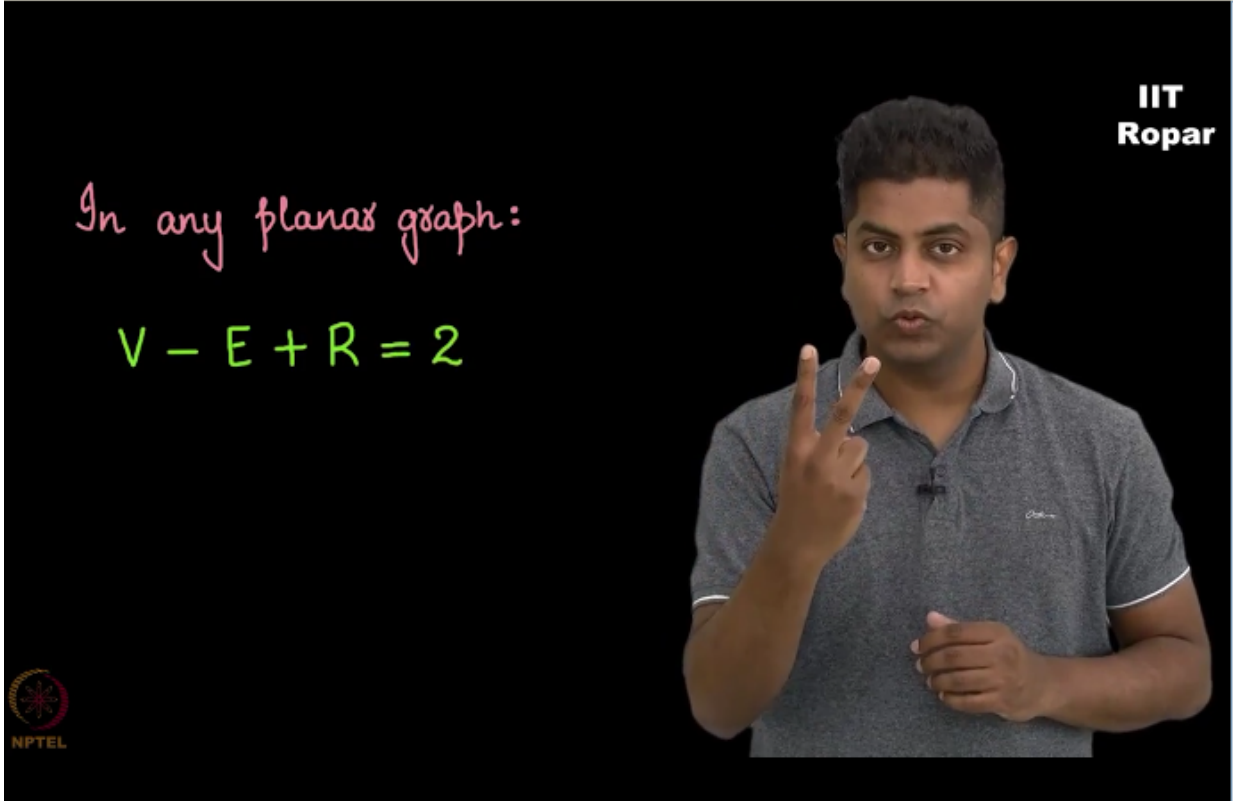 IIT
Ropar
In any planar graph:
V - E + R = 2
NPTEL